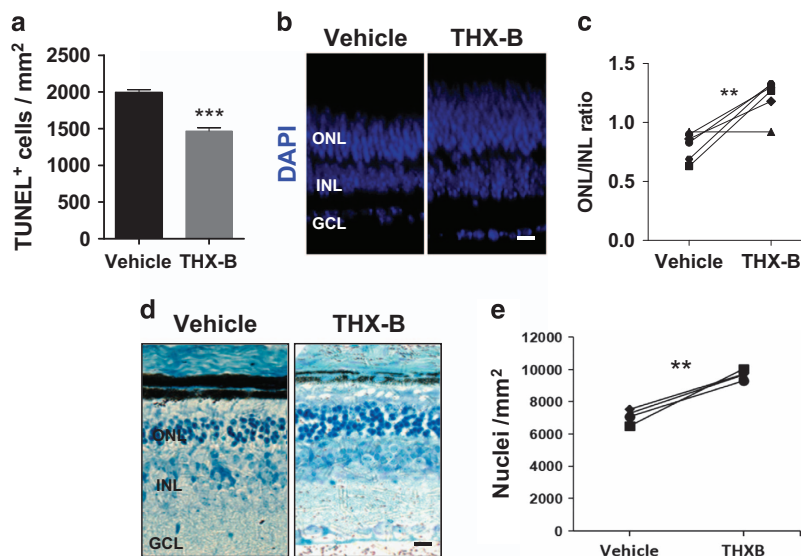 a
TUNEL+ cells / mm2
2500
2000
1500
1000
500
0
***
Vehicle THX-B
b
Vehicle THX-B
DAPI
ONL
INL
GCL
c
ONL/INL ratio
1.5
1.0
0.5
0.0
**
Vehicle THX-B
d
Vehicle THX-B
ONL
INL
GCL
e
Nuclei /mm2
12000
10000
8000
6000
4000
2000
0
**
Vehicle THXB